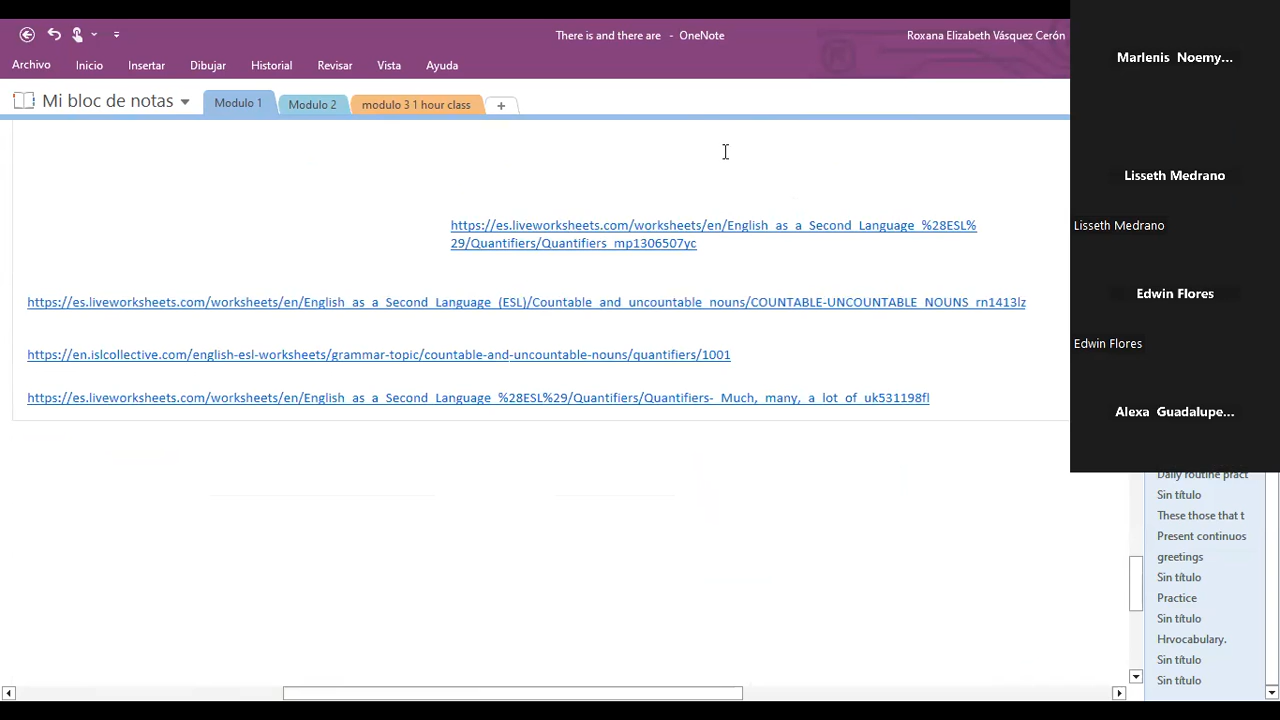 There is and there are - OneNote
Roxana Elizabeth Vásquez Cerón
Archivo Inicio Insertar Dibujar Historial Revisar Vista Ayuda
Mi bloc de notas
Modulo 1
Modulo 2
modulo 3 1 hour class
+
https://es.liveworksheets.com/worksheets/en/English_as_a_Second_Language_%28ESL%
29/Quantifiers/Quantifiers_mp1306507yc
https://es.liveworksheets.com/worksheets/en/English_as_a_Second_Language_(ESL)/Countable_and_uncountable_nouns/COUNTABLE-UNCOUNTABLE_NOUNS_rn1413lz
https://en.islcollective.com/english-esl-worksheets/grammar-topic/countable-and-uncountable-nouns/quantifiers/1001
https://es.liveworksheets.com/worksheets/en/English_as_a_Second_Language_%28ESL%29/Quantifiers/Quantifiers-_Much,_many,_a_lot_of_uk531198fl
Marlenis Noemy...
Lisseth Medrano
Lisseth Medrano
Edwin Flores
Edwin Flores
Alexa Guadalupe...
Daily routine pract
Sin título
These those that t
Present continuos
greetings
Sin título
Practice
Sin título
Hrvocabulary.
Sin título
Sin título